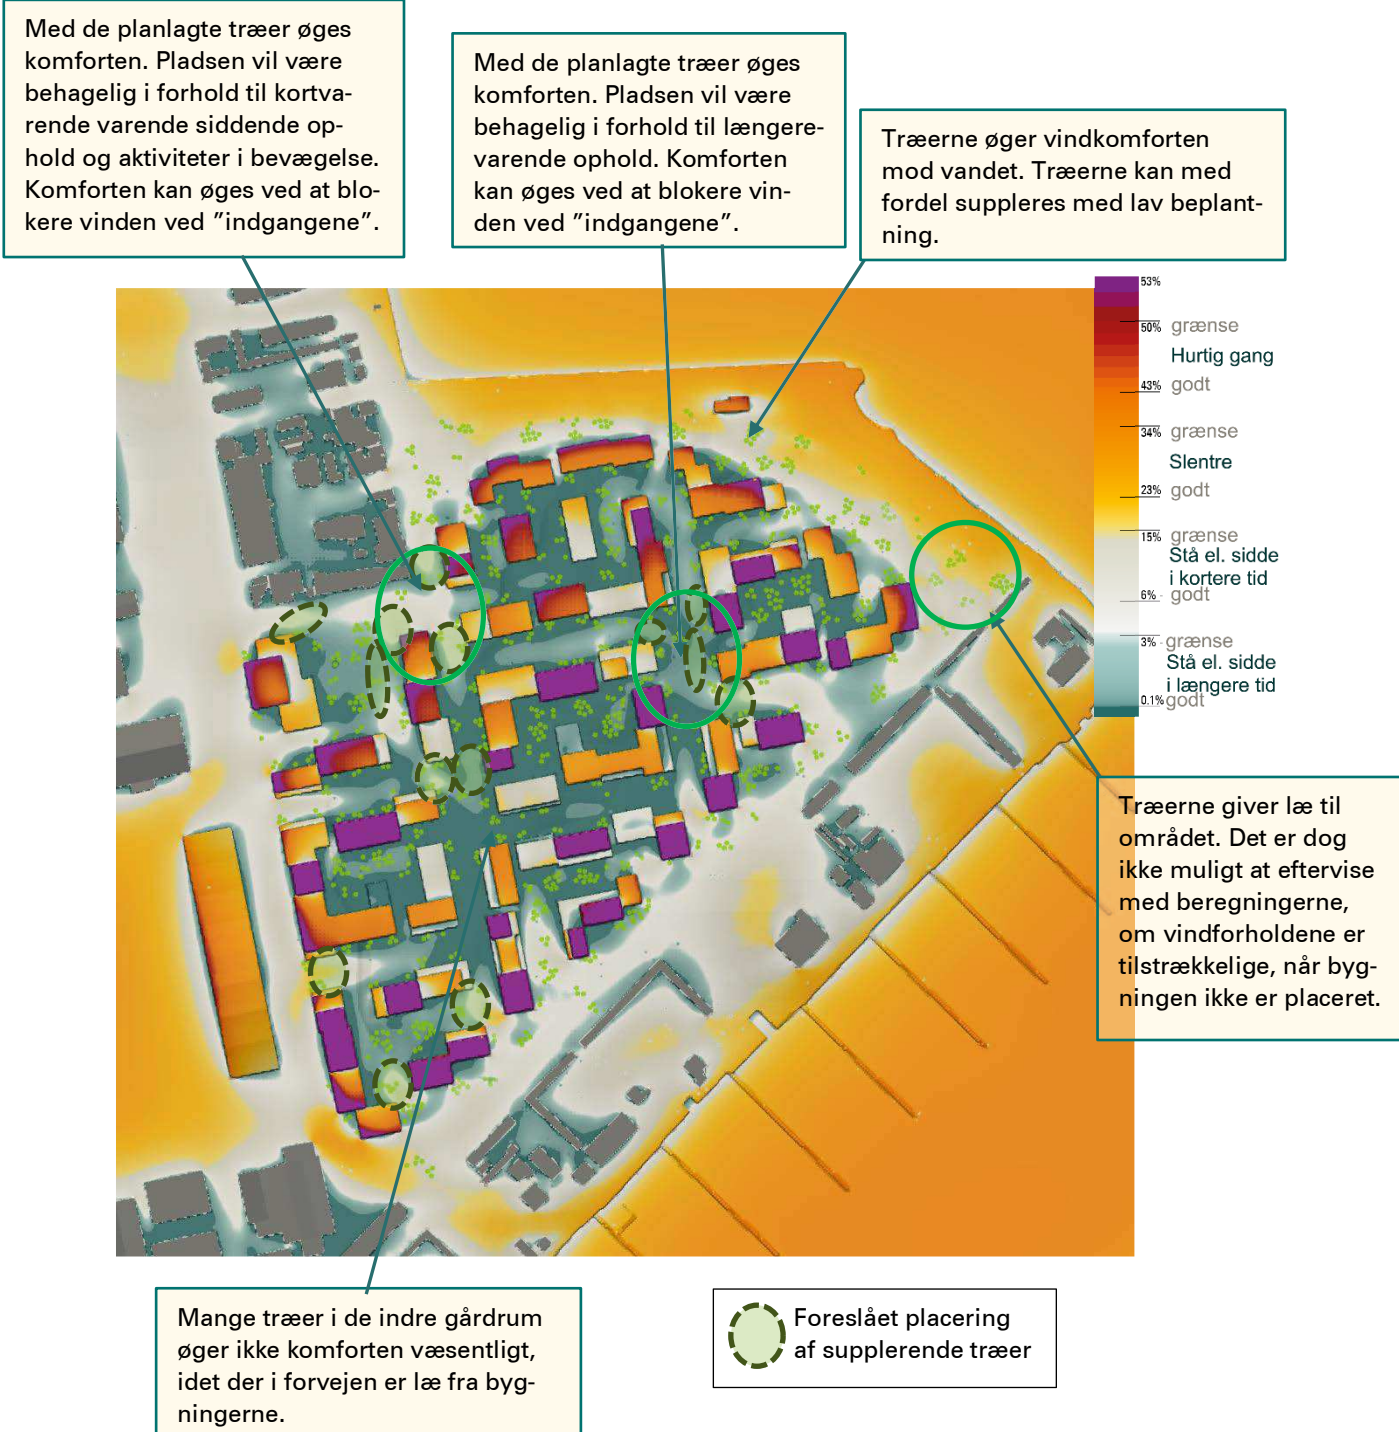 Med de planlagte træer øges
komforten. Pladsen vil være
behagelig i forhold til kortva-
rende varende siddende op-
hold og aktiviteter i bevægelse.
Komforten kan øges ved at blo-
kere vinden ved ”indgangene”.
Med de planlagte træer øges
komforten. Pladsen vil være
behagelig i forhold til længere-
varende ophold. Komforten
kan øges ved at blokere vin-
den ved ”indgangene”.
Træerne øger vindkomforten
mod vandet. Træerne kan med
fordel suppleres med lav beplant-
ning.
53%
50% grænse
Hurtig gang
43% godt
34% grænse
Slentre
23% godt
15% grænse
Stå el. sidde
i kortere tid
6% godt
3% grænse
Stå el. sidde
i længere tid
0.1% godt
Træerne giver læ til
området. Det er dog
ikke muligt at eftervise
med beregningerne,
om vindforholdene er
tilstrækkelige, når byg-
ningen ikke er placeret.
Mange træer i de indre gårdrum
øger ikke komforten væsentligt,
idet der i forvejen er læ fra byg-
ningerne.
Foreslået placering
af supplerende træer